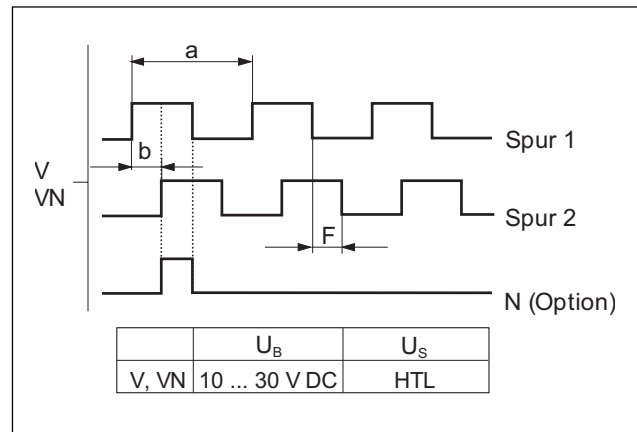 a
Spur 1
b
V
VN
Spur 2
F
N (Option)
U_B U_S
V, VN 10 ... 30 V DC HTL